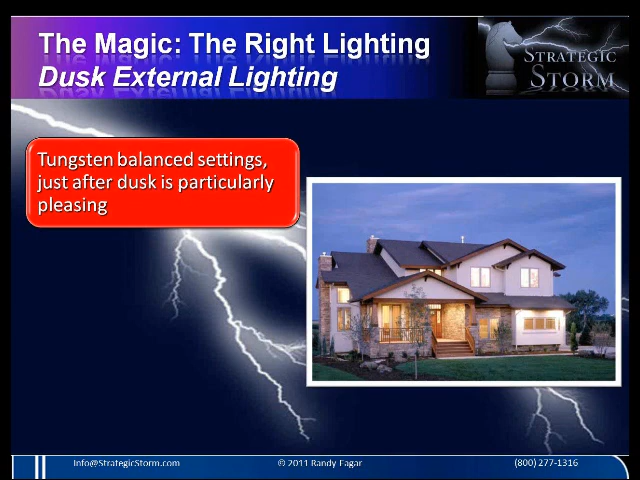 The Magic: The Right Lighting
Dusk External Lighting
STRATEGIC
STORM
Tungsten balanced settings,
just after dusk is particularly
pleasing
Info@StrategicStorm.com
© 2011 Randy Eagar
(800) 277-1316